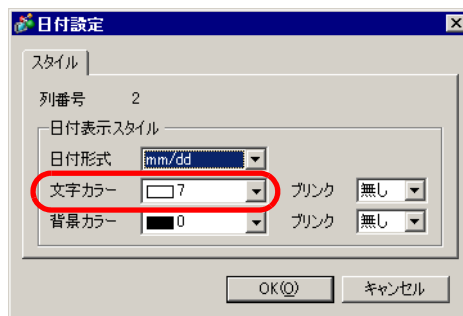 日付設定
スタイル
列番号 2
日付表示スタイル
日付形式 mm/dd
文字カラー 7 ブリンク 無し
背景カラー 0 ブリンク 無し
OK(O) キャンセル